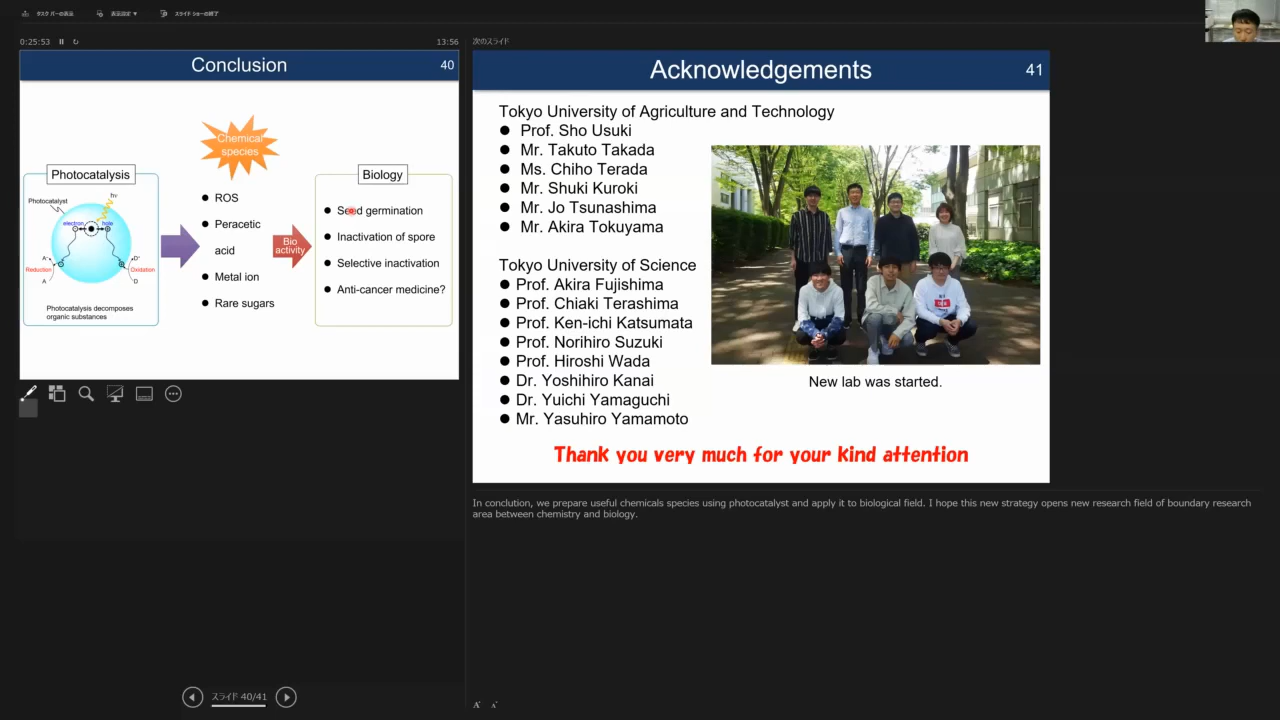 タスク バーの表示
表示設定 ▼
スライド ショーの終了
0:25:53
13:56
Conclusion
40
Chemical
species
Photocatalysis
Photocatalyst
hν
electron
hole
A-
D+
Reduction
Oxidation
A
D
Photocatalysis decomposes
organic substances
ROS
Peracetic
acid
Metal ion
Rare sugars
Bio
activity
Biology
Seed germination
Inactivation of spore
Selective inactivation
Anti-cancer medicine?
スライド 40/41
次のスライド
Acknowledgements
41
Tokyo University of Agriculture and Technology
Prof. Sho Usuki
Mr. Takuto Takada
Ms. Chiho Terada
Mr. Shuki Kuroki
Mr. Jo Tsunashima
Mr. Akira Tokuyama
Tokyo University of Science
Prof. Akira Fujishima
Prof. Chiaki Terashima
Prof. Ken-ichi Katsumata
Prof. Norihiro Suzuki
Prof. Hiroshi Wada
Dr. Yoshihiro Kanai
Dr. Yuichi Yamaguchi
Mr. Yasuhiro Yamamoto
New lab was started.
Thank you very much for your kind attention
In conclution, we prepare useful chemicals species using photocatalyst and apply it to biological field. I hope this new strategy opens new research field of boundary research
area between chemistry and biology.
A
A